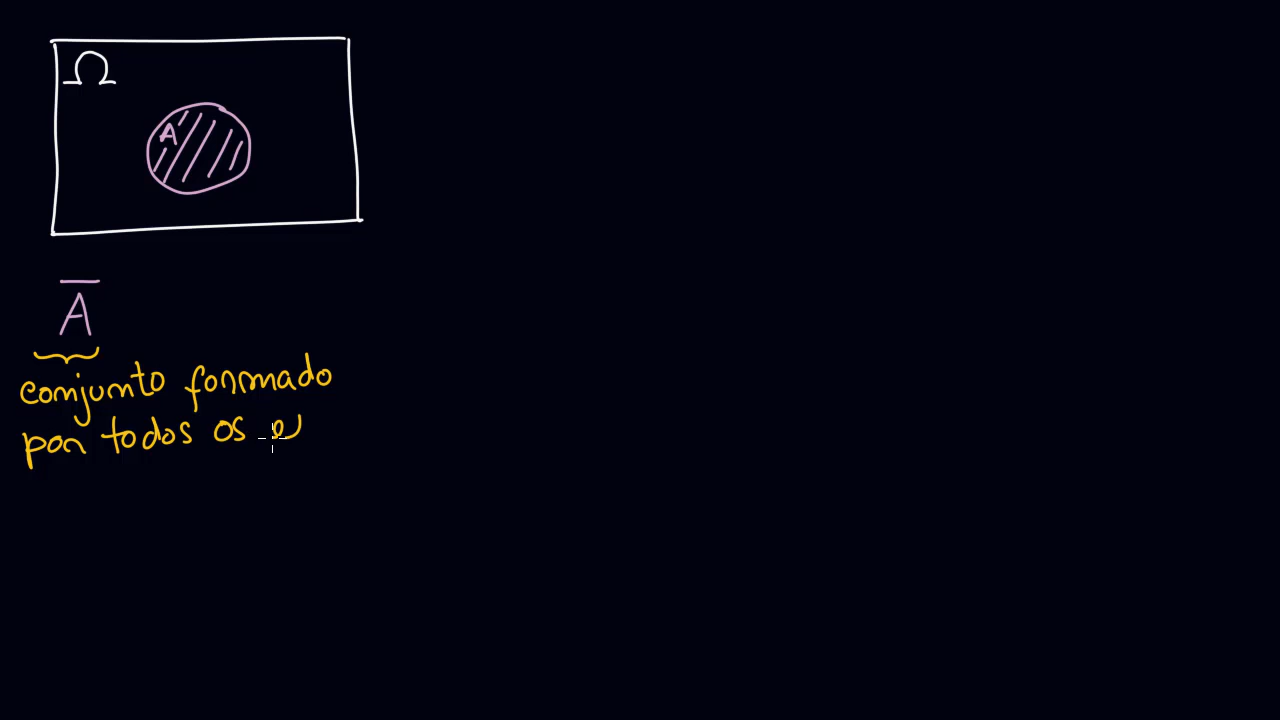 Ω
A
A̅
conjunto formado
por todos os e